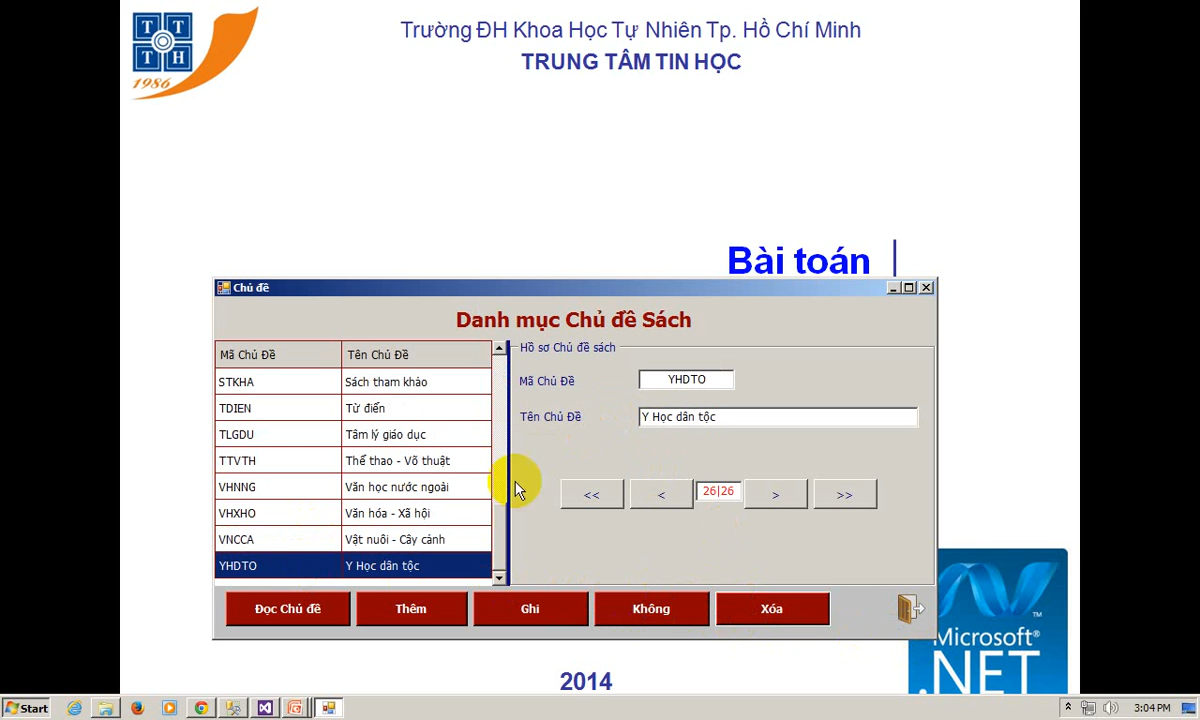 T T
T H
1986
Trường ĐH Khoa Học Tự Nhiên Tp. Hồ Chí Minh
TRUNG TÂM TIN HỌC
Bài toán
Chủ đề
Danh mục Chủ đề Sách
Mã Chủ Đề Tên Chủ Đề
STKHA Sách tham khảo
TDIEN Từ điển
TLGDU Tâm lý giáo dục
TTVTH Thể thao - Võ thuật
VHNNG Văn học nước ngoài
VHXHO Văn hóa - Xã hội
VNCCA Vật nuôi - Cây cảnh
YHDTO Y Học dân tộc
Hồ sơ Chủ đề sách
Mã Chủ Đề YHDTO
Tên Chủ Đề Y Học dân tộc
<< < 26|26 > >>
Đọc Chủ đề Thêm Ghi Không Xóa
Microsoft®
.NET
2014
Start 3:04 PM